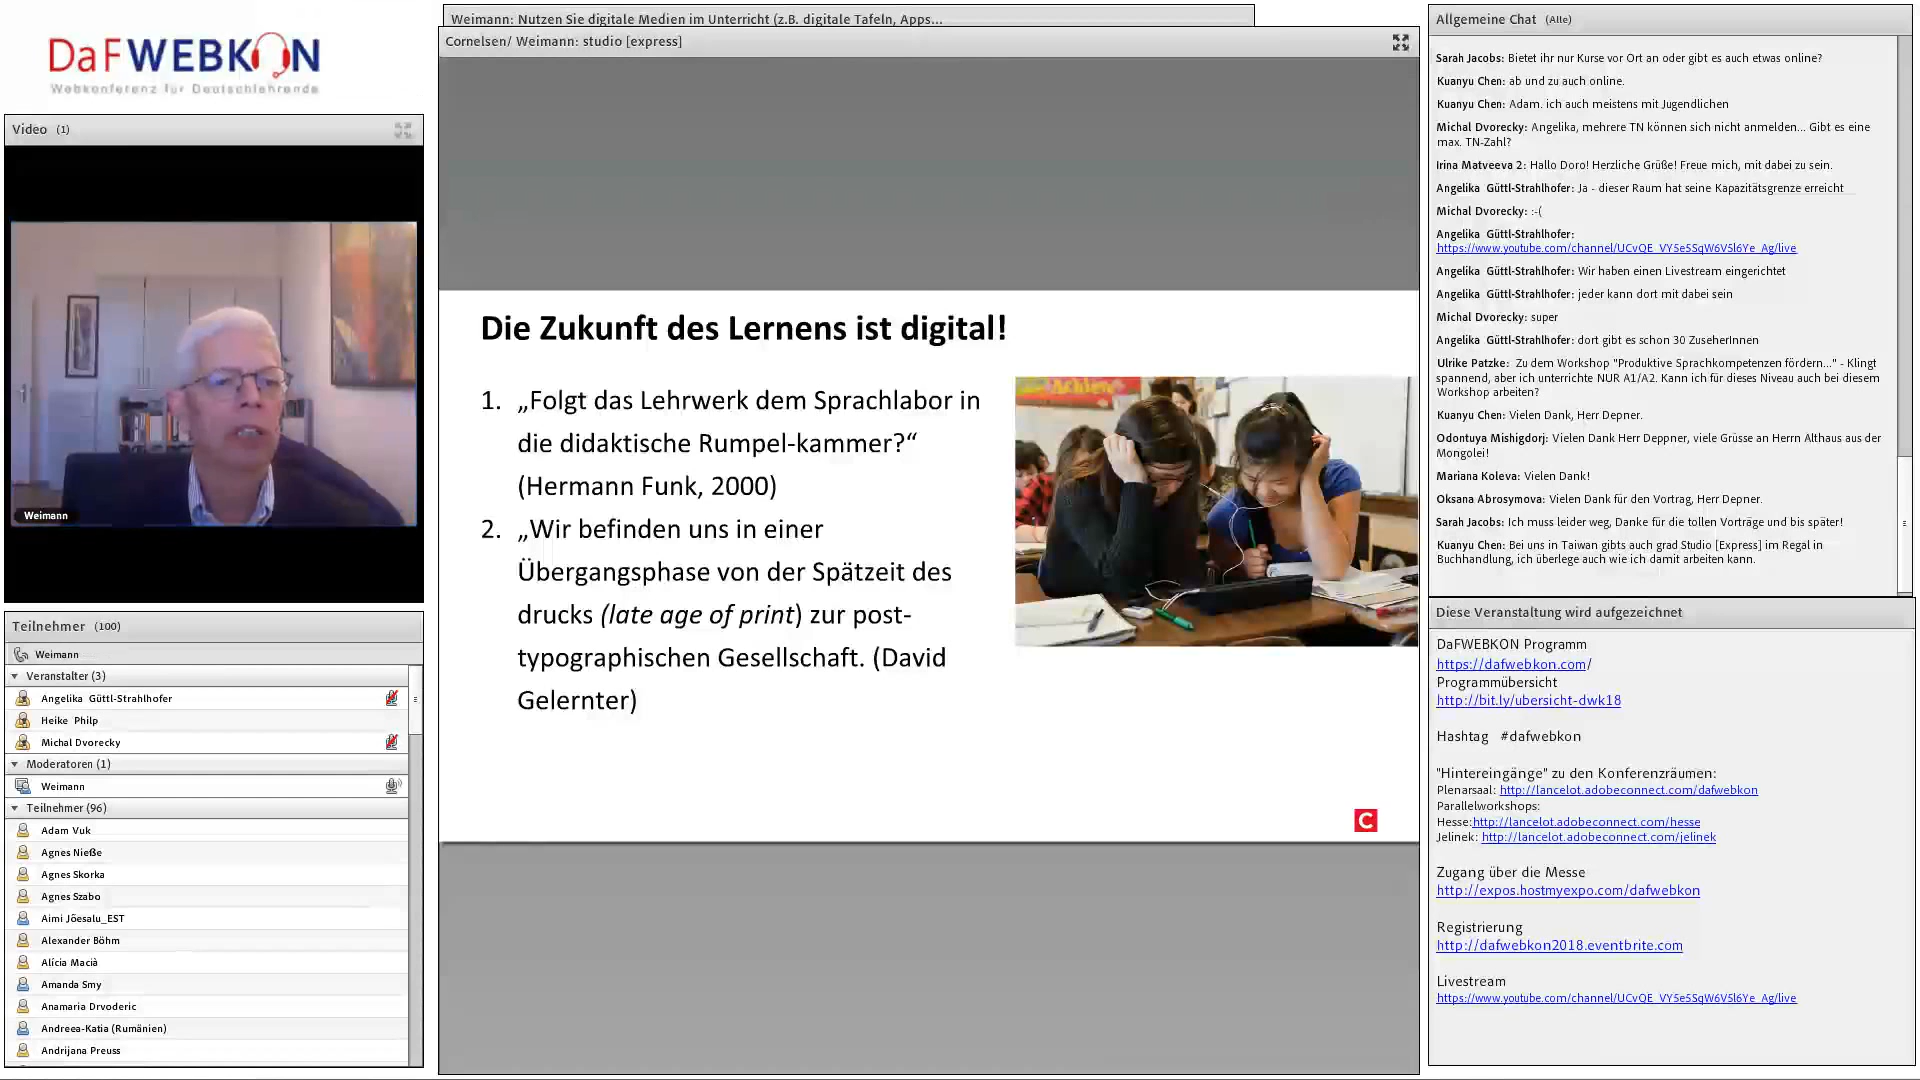 DaFWEBKON
Webkonferenz für Deutschlehrende
Video (1)
Weimann
Teilnehmer (100)
Weimann
Veranstalter (3)
Angelika Güttl-Strahlhofer
Heike Philp
Michal Dvorecky
Moderatoren (1)
Weimann
Teilnehmer (96)
Adam Vuk
Agnes Nieße
Agnes Skorka
Agnes Szabo
Aimi Jõesalu_EST
Alexander Böhm
Alícia Macià
Amanda Smy
Anamaria Drvoderic
Andreea-Katia (Rumänien)
Andrijana Preuss
Weimann: Nutzen Sie digitale Medien im Unterricht (z.B. digitale Tafeln, Apps...
Cornelsen/ Weimann: studio [express]
Die Zukunft des Lernens ist digital!
1. „Folgt das Lehrwerk dem Sprachlabor in
die didaktische Rumpel-kammer?“
(Hermann Funk, 2000)
2. „Wir befinden uns in einer
Übergangsphase von der Spätzeit des
drucks (late age of print) zur post-
typographischen Gesellschaft. (David
Gelernter)
C
Allgemeine Chat (Alle)
Sarah Jacobs: Bietet ihr nur Kurse vor Ort an oder gibt es auch etwas online?
Kuanyu Chen: ab und zu auch online.
Kuanyu Chen: Adam. ich auch meistens mit Jugendlichen
Michal Dvorecky: Angelika, mehrere TN können sich nicht anmelden... Gibt es eine
max. TN-Zahl?
Irina Matveeva 2: Hallo Doro! Herzliche Grüße! Freue mich, mit dabei zu sein.
Angelika Güttl-Strahlhofer: Ja - dieser Raum hat seine Kapazitätsgrenze erreicht
Michal Dvorecky: :-(
Angelika Güttl-Strahlhofer:
https://www.youtube.com/channel/UCvQE_VY5e5SqW6V5l6Ye_Ag/live
Angelika Güttl-Strahlhofer: Wir haben einen Livestream eingerichtet
Angelika Güttl-Strahlhofer: jeder kann dort mit dabei sein
Michal Dvorecky: super
Angelika Güttl-Strahlhofer: dort gibt es schon 30 ZuseherInnen
Ulrike Patzke: Zu dem Workshop "Produktive Sprachkompetenzen fördern..." - Klingt
spannend, aber ich unterrichte NUR A1/A2. Kann ich für dieses Niveau auch bei diesem
Workshop arbeiten?
Kuanyu Chen: Vielen Dank, Herr Depner.
Odontuya Mishigdorj: Vielen Dank Herr Deppner, viele Grüsse an Herrn Althaus aus der
Mongolei!
Mariana Koleva: Vielen Dank!
Oksana Abrosymova: Vielen Dank für den Vortrag, Herr Depner.
Sarah Jacobs: Ich muss leider weg, Danke für die tollen Vorträge und bis später!
Kuanyu Chen: Bei uns in Taiwan gibts auch grad Studio [Express] im Regal in
Buchhandlung, ich überlege auch wie ich damit arbeiten kann.
Diese Veranstaltung wird aufgezeichnet
DaFWEBKON Programm
https://dafwebkon.com/
Programmübersicht
http://bit.ly/ubersicht-dwk18
Hashtag #dafwebkon
"Hintereingänge" zu den Konferenzräumen:
Plenarsaal: http://lancelot.adobeconnect.com/dafwebkon
Parallelworkshops:
Hesse:http://lancelot.adobeconnect.com/hesse
Jelinek: http://lancelot.adobeconnect.com/jelinek
Zugang über die Messe
http://expos.hostmyexpo.com/dafwebkon
Registrierung
http://dafwebkon2018.eventbrite.com
Livestream
https://www.youtube.com/channel/UCvQE_VY5e5SqW6V5l6Ye_Ag/live